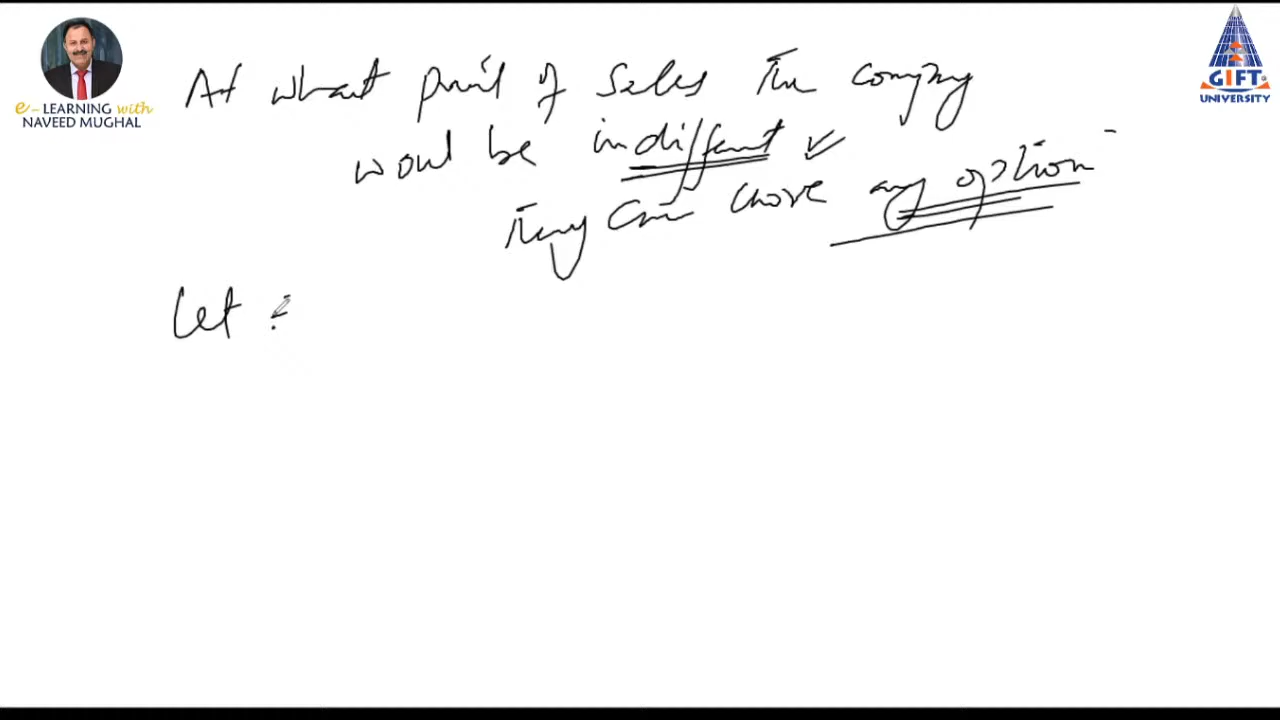 At what point of Sales The company
would be indifferent
They can chose any option
Let :
e-LEARNING with
NAVEED MUGHAL
GIFT
UNIVERSITY